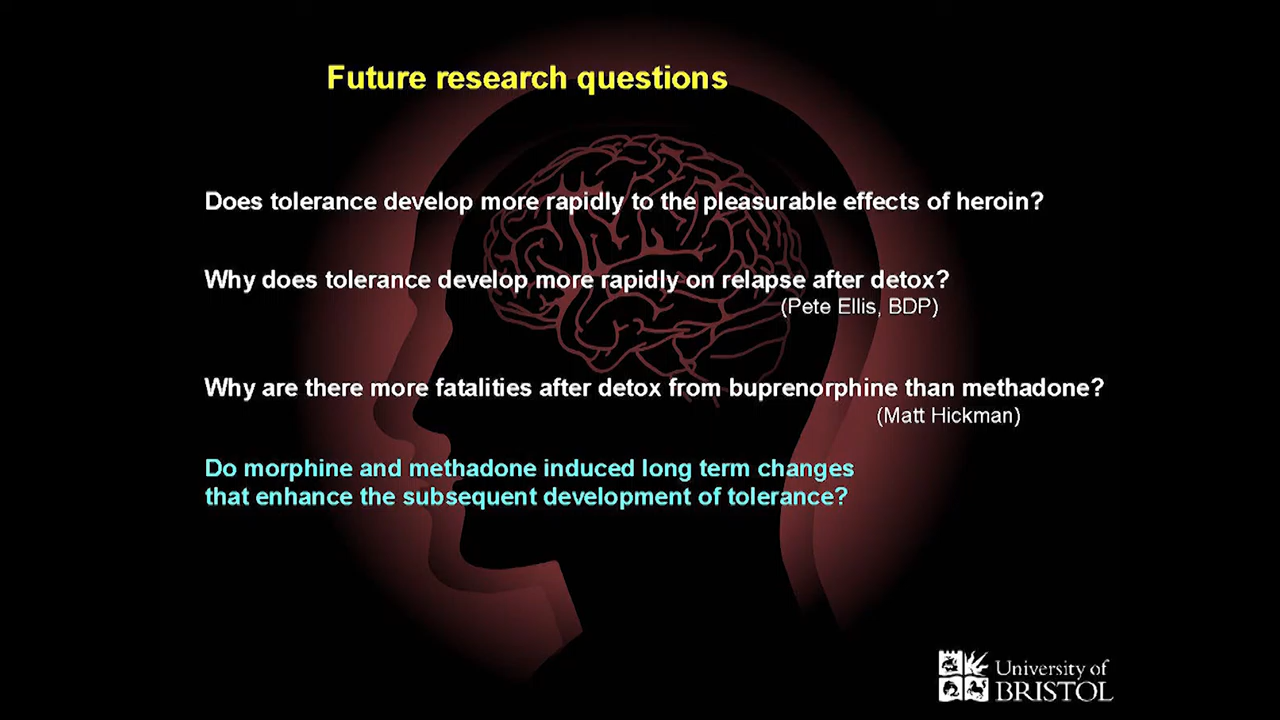 Future research questions
Does tolerance develop more rapidly to the pleasurable effects of heroin?
Why does tolerance develop more rapidly on relapse after detox?
(Pete Ellis, BDP)
Why are there more fatalities after detox from buprenorphine than methadone?
(Matt Hickman)
Do morphine and methadone induced long term changes
that enhance the subsequent development of tolerance?
University of
BRISTOL